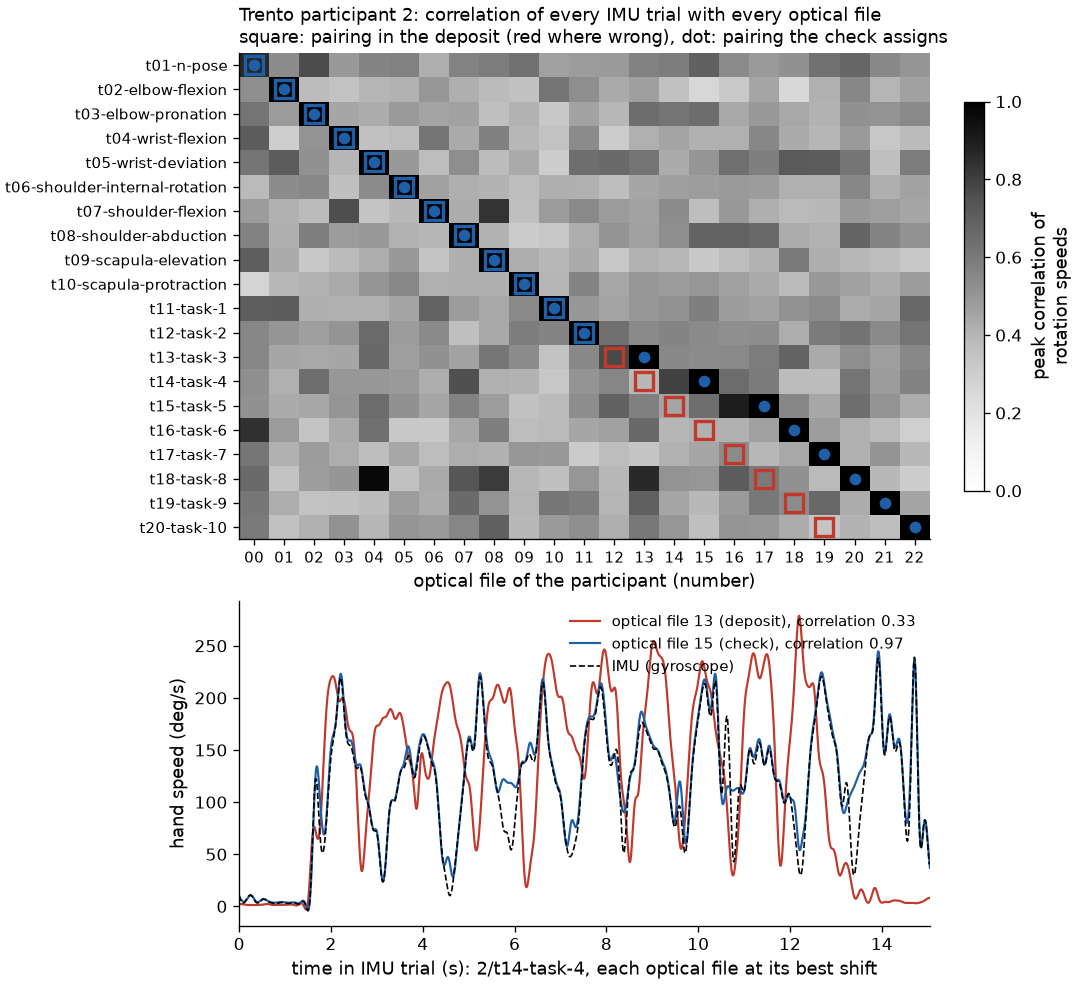 Trento participant 2: correlation of every IMU trial with every optical file
square: pairing in the deposit (red where wrong), dot: pairing the check assigns
t01-n-pose
t02-elbow-flexion
t03-elbow-pronation
t04-wrist-flexion
t05-wrist-deviation
t06-shoulder-internal-rotation
t07-shoulder-flexion
t08-shoulder-abduction
t09-scapula-elevation
t10-scapula-protraction
t11-task-1
t12-task-2
t13-task-3
t14-task-4
t15-task-5
t16-task-6
t17-task-7
t18-task-8
t19-task-9
t20-task-10
00 01 02 03 04 05 06 07 08 09 10 11 12 13 14 15 16 17 18 19 20 21 22
optical file of the participant (number)
1.0
0.8
0.6
0.4
0.2
0.0
peak correlation of
rotation speeds
optical file 13 (deposit), correlation 0.33
optical file 15 (check), correlation 0.97
IMU (gyroscope)
250
200
150
100
50
0
hand speed (deg/s)
0 2 4 6 8 10 12 14
time in IMU trial (s): 2/t14-task-4, each optical file at its best shift